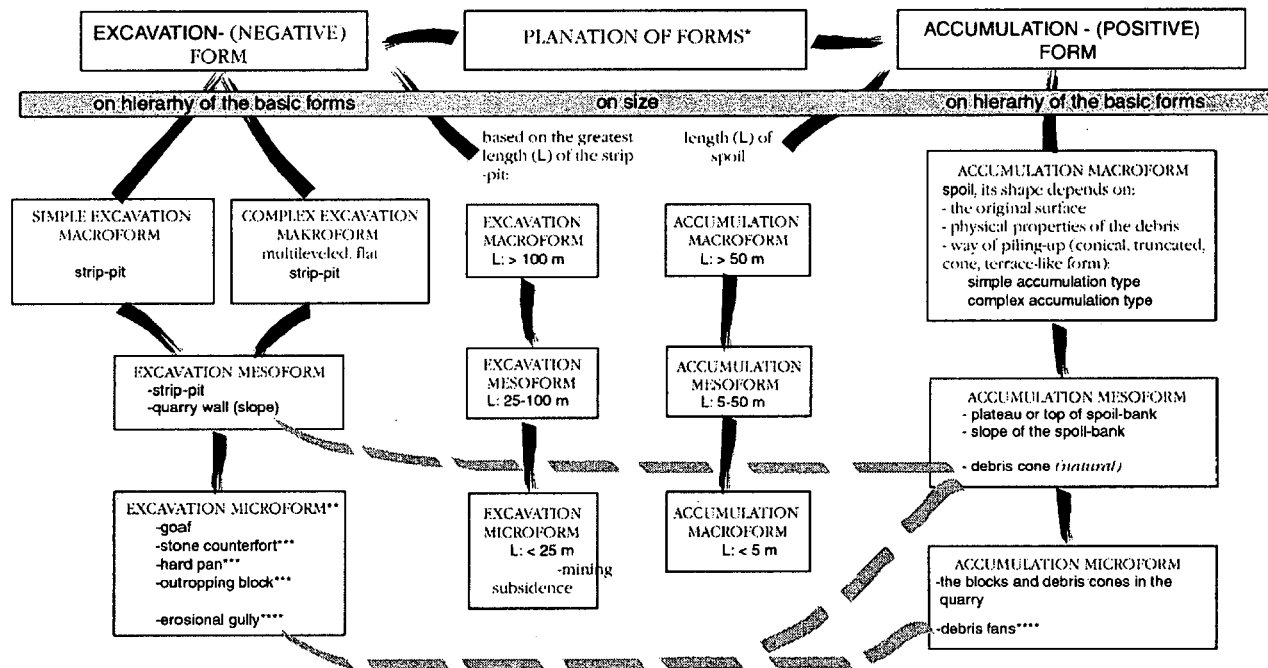 EXCAVATION- (NEGATIVE)
FORM
PLANATION OF FORMS*
ACCUMULATION - (POSITIVE)
FORM
on hierarhy of the basic forms
on size
on hierarhy of the basic forms
based on the greatest
length (L) of the strip
-pit:
length (L) of
spoil
SIMPLE EXCAVATION
MACROFORM
strip-pit
COMPLEX EXCAVATION
MAKROFORM
multileveled, flat
strip-pit
EXCAVATION
MACROFORM
L: > 100 m
ACCUMULATION
MACROFORM
L: > 50 m
ACCUMULATION MACROFORM
spoil, its shape depends on:
- the original surface
- physical properties of the debris
- way of piling-up (conical, truncated,
cone, terrace-like form):
simple accumulation type
complex accumulation type
EXCAVATION MESOFORM
-strip-pit
-quarry wall (slope)
EXCAVATION
MESOFORM
L: 25-100 m
ACCUMULATION
MESOFORM
L: 5-50 m
ACCUMULATION MESOFORM
- plateau or top of spoil-bank
- slope of the spoil-bank
- debris cone (natural)
EXCAVATION MICROFORM**
-goaf
-stone counterfort***
-hard pan***
-outropping block***
-erosional gully****
EXCAVATION
MICROFORM
L: < 25 m
-mining
subsidence
ACCUMULATION
MACROFORM
L: < 5 m
ACCUMULATION MICROFORM
-the blocks and debris cones in the
quarry
-debris fans****